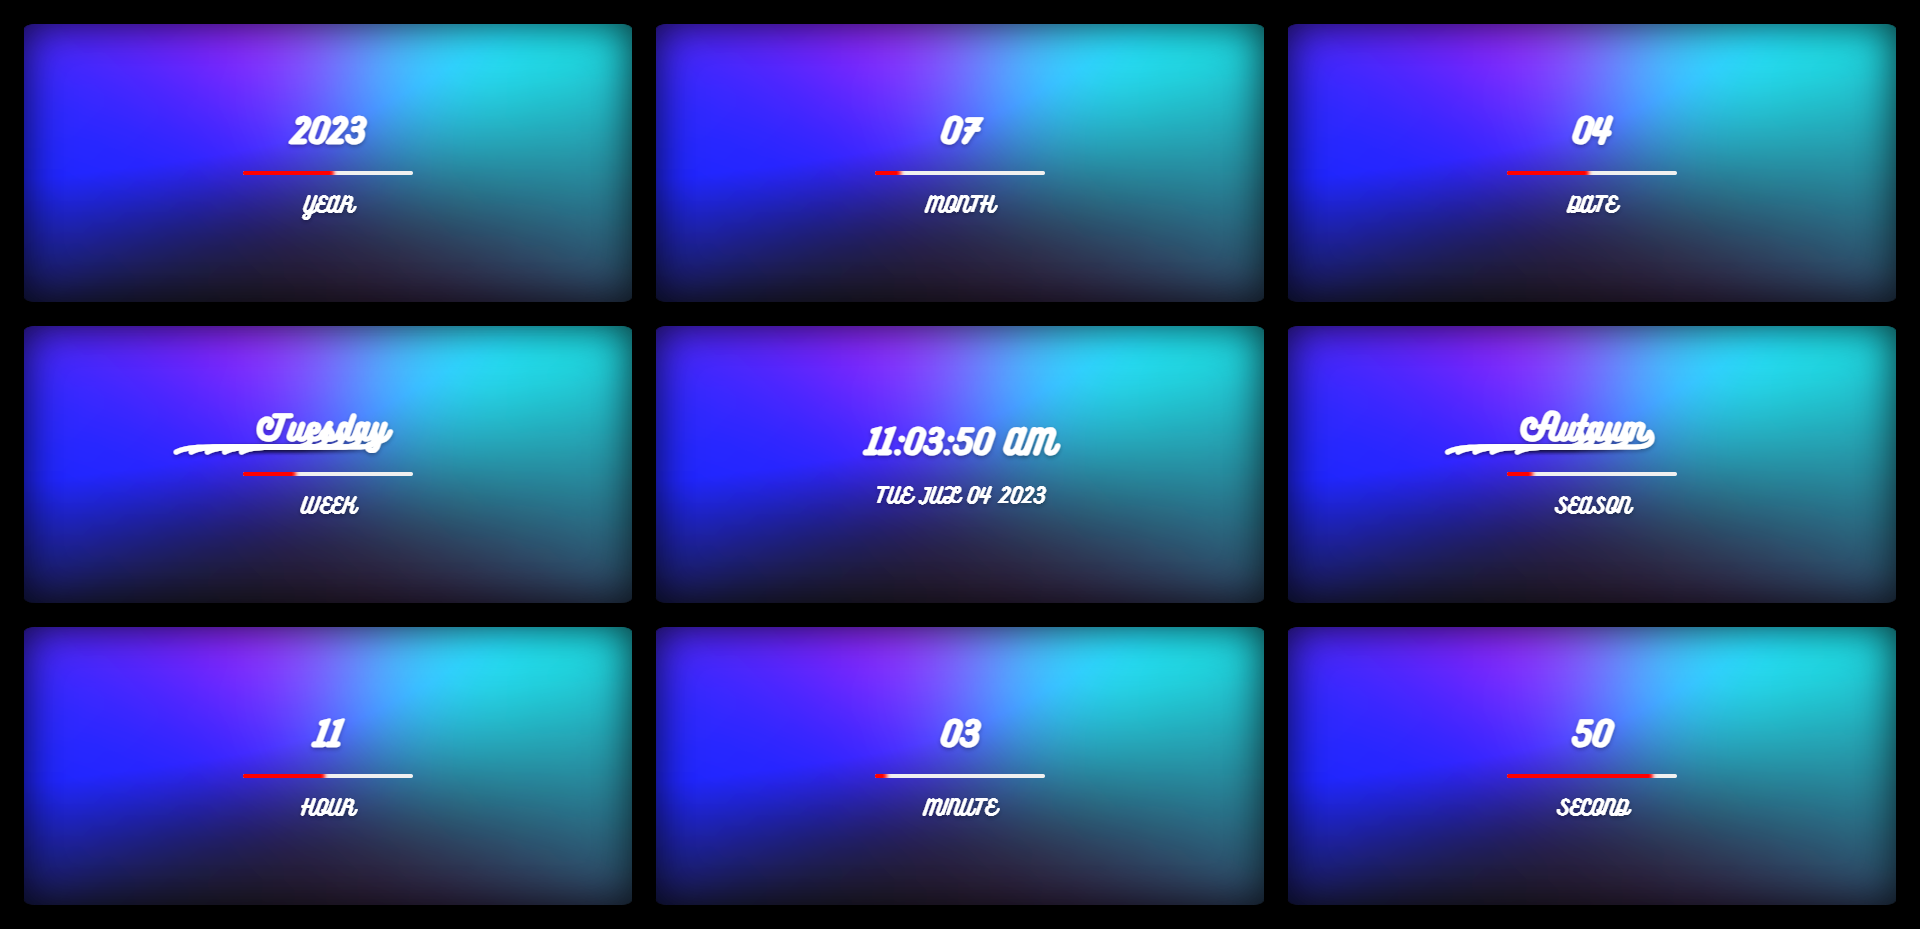 2023
YEAR
07
MONTH
04
DATE
Tuesday
WEEK
11:03:50 AM
TUE JUL 04 2023
Autaum
SEASON
11
HOUR
03
MINUTE
50
SECOND